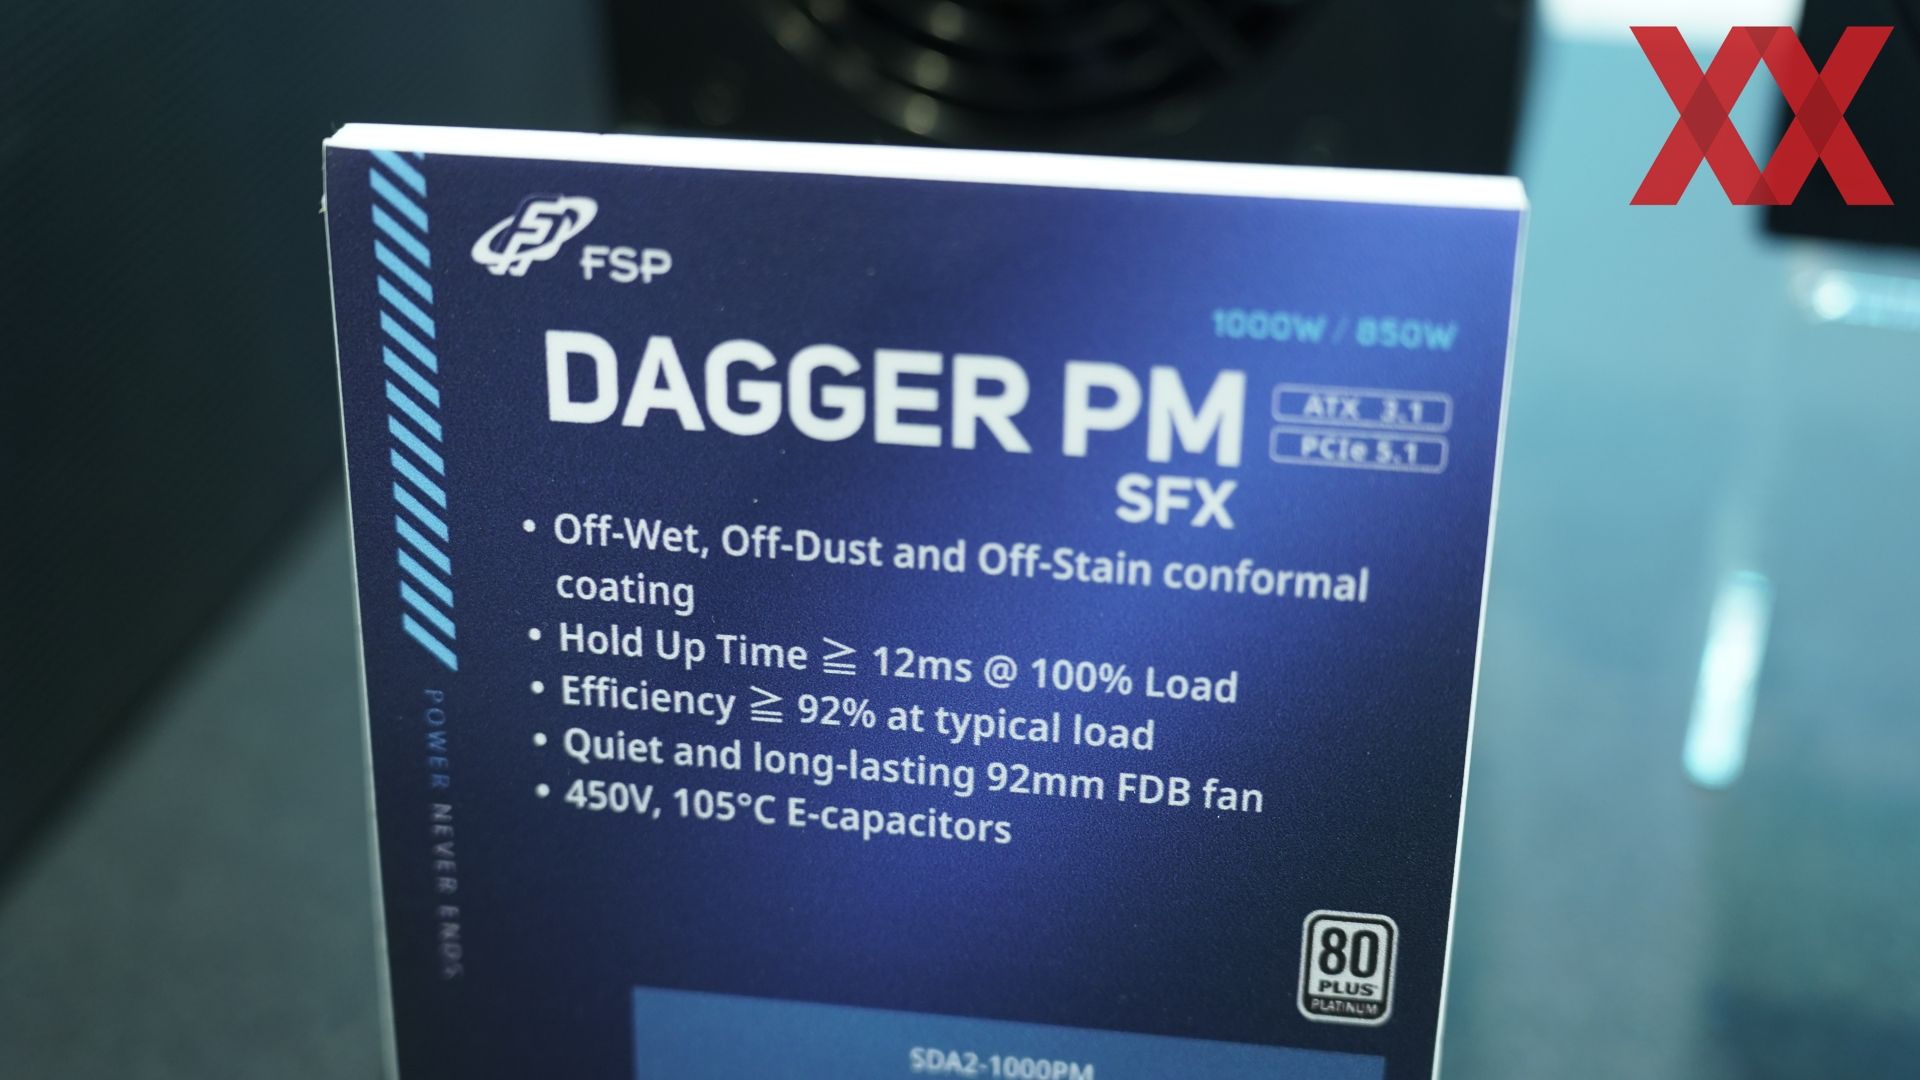 FSP
1000W / 850W
DAGGER PM
ATX 3.1
PCIe 5.1
SFX
• Off-Wet, Off-Dust and Off-Stain conformal
coating
• Hold Up Time ≧ 12ms @ 100% Load
• Efficiency ≧ 92% at typical load
• Quiet and long-lasting 92mm FDB fan
• 450V, 105°C E-capacitors
POWER NEVER ENDS
80
PLUS
PLATINUM
SDA2-1000PM